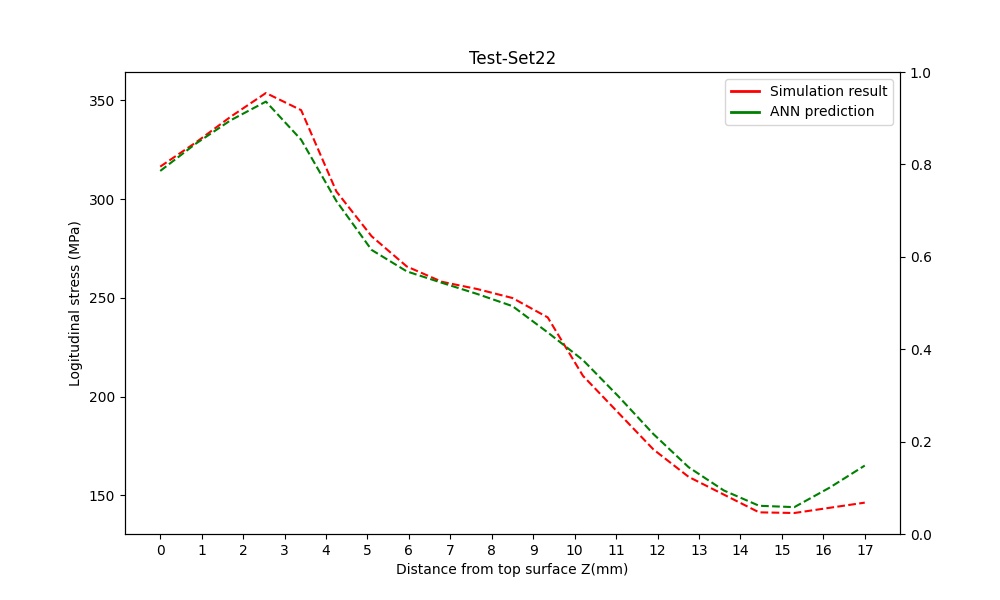 Test-Set22
Simulation result
ANN prediction
350
300
250
200
150
Logitudinal stress (MPa)
1.0
0.8
0.6
0.4
0.2
0.0
0 1 2 3 4 5 6 7 8 9 10 11 12 13 14 15 16 17
Distance from top surface Z(mm)